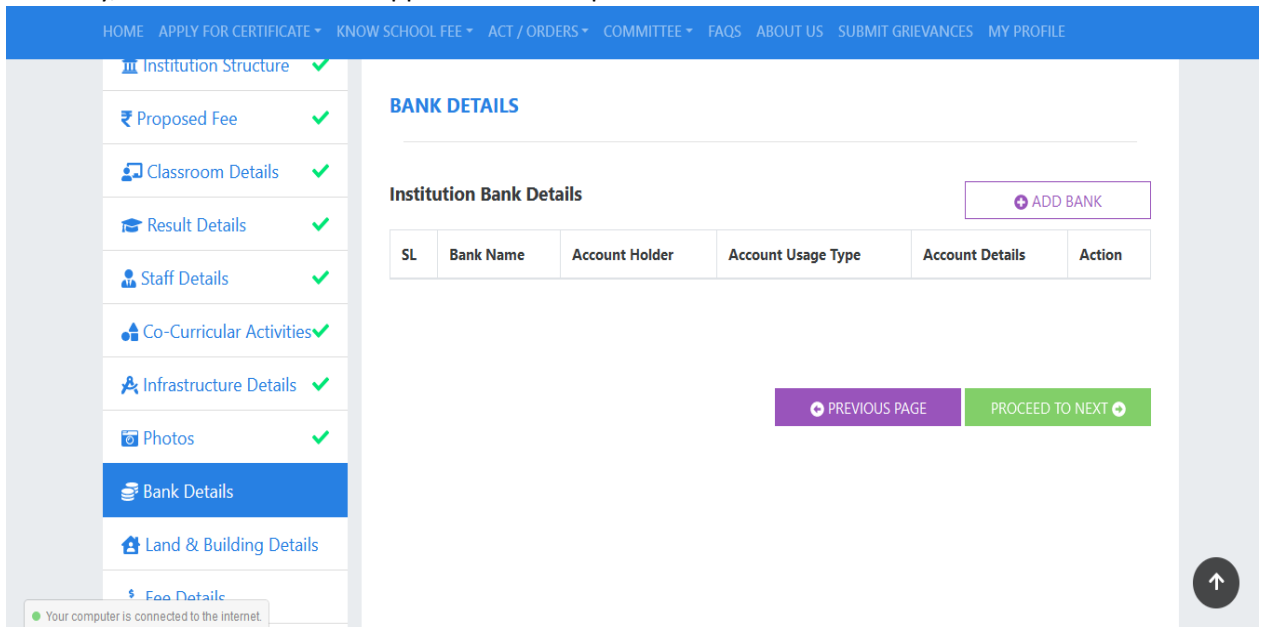 HOME APPLY FOR CERTIFICATE KNOW SCHOOL FEE ACT / ORDERS COMMITTEE FAQS ABOUT US SUBMIT GRIEVANCES MY PROFILE
Institution Structure
Proposed Fee
Classroom Details
Result Details
Staff Details
Co-Curricular Activities
Infrastructure Details
Photos
Bank Details
Land & Building Details
Fee Details
BANK DETAILS
Institution Bank Details
ADD BANK
SL Bank Name Account Holder Account Usage Type Account Details Action
PREVIOUS PAGE PROCEED TO NEXT
Your computer is connected to the internet.